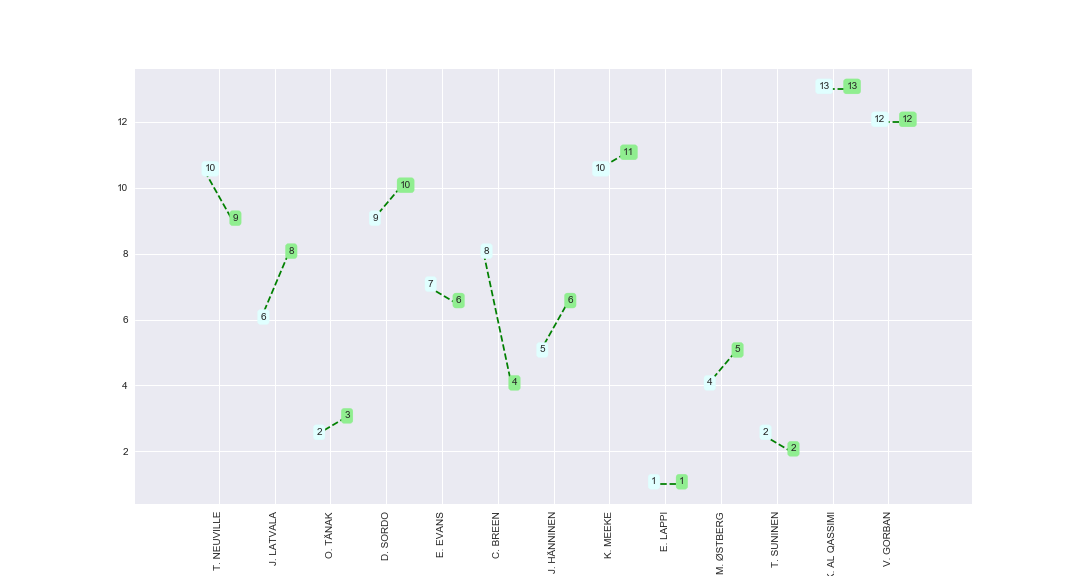 12
10
8
6
4
2
10
9
6
8
2
3
9
10
7
6
8
4
5
6
10
11
1
1
4
5
2
2
13
13
12
12
T. NEUVILLE
J. LATVALA
O. TÄNAK
D. SORDO
E. EVANS
C. BREEN
J. HÄNNINEN
K. MEEKE
E. LAPPI
M. ØSTBERG
T. SUNINEN
AL QASSIMI
V. GORBAN